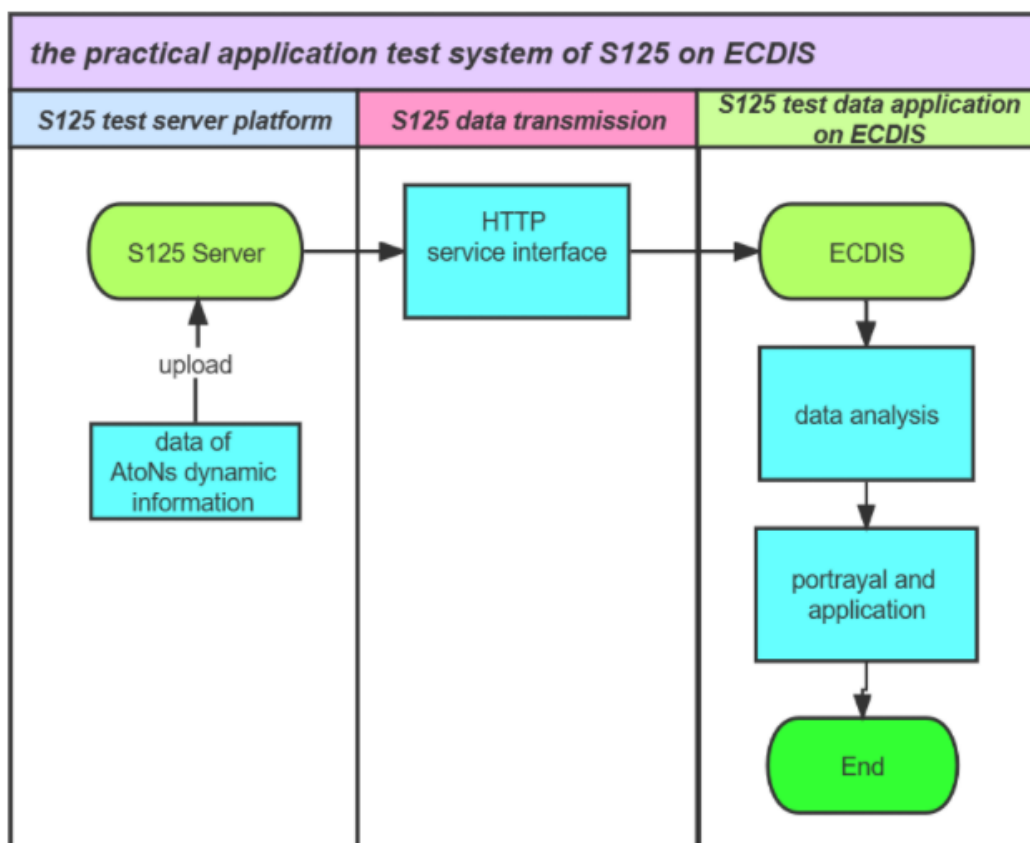 the practical application test system of S125 on ECDIS
S125 test server platform
S125 data transmission
S125 test data application
on ECDIS
S125 Server
HTTP
service interface
ECDIS
upload
data of
AtoNs dynamic
information
data analysis
portrayal and
application
End